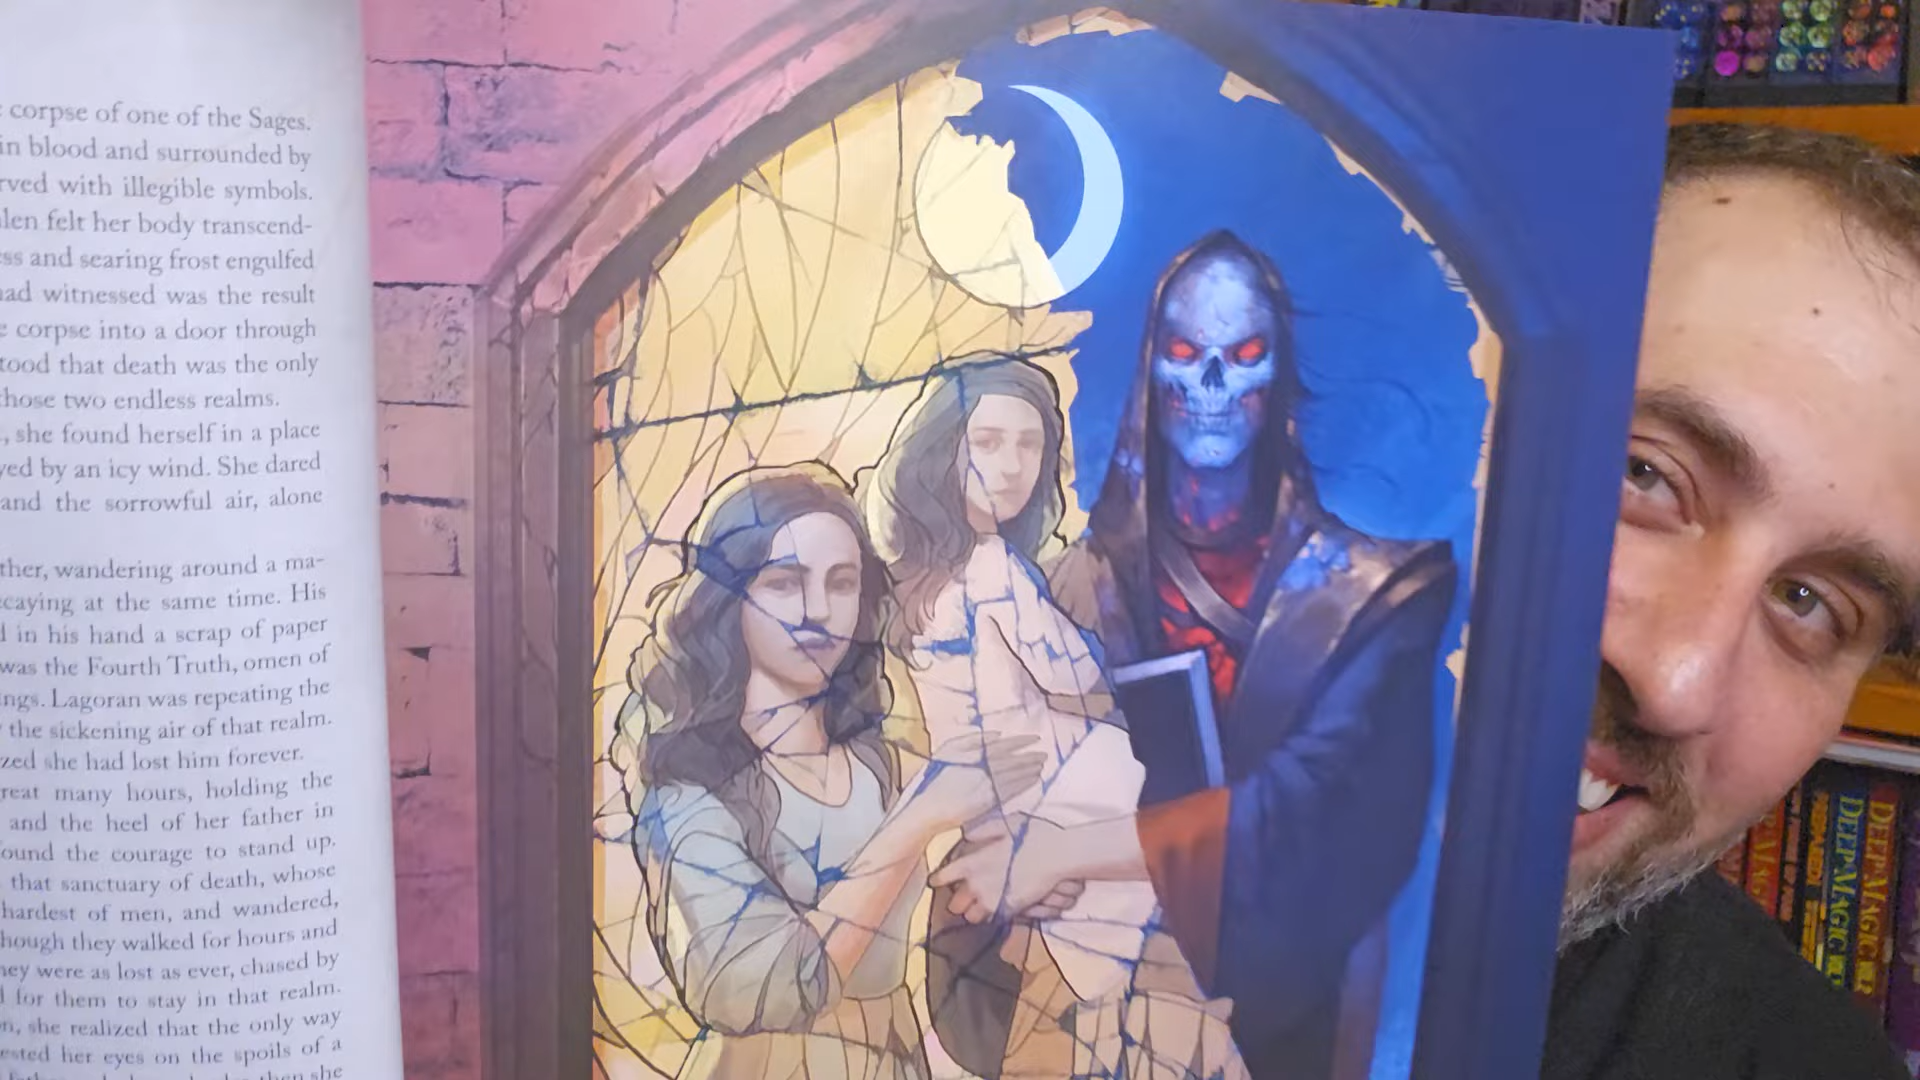 corpse of one of the Sages.
in blood and surrounded by
rved with illegible symbols.
len felt her body transcend-
ss and searing frost engulfed
had witnessed was the result
corpse into a door through
tood that death was the only
those two endless realms.
, she found herself in a place
yed by an icy wind. She dared
and the sorrowful air, alone
ther, wandering around a ma-
ecaying at the same time. His
d in his hand a scrap of paper
was the Fourth Truth, omen of
ngs. Lagoran was repeating the
the sickening air of that realm.
zed she had lost him forever.
reat many hours, holding the
and the heel of her father in
ound the courage to stand up.
that sanctuary of death, whose
hardest of men, and wandered,
hough they walked for hours and
hey were as lost as ever, chased by
d for them to stay in that realm.
n, she realized that the only way
ested her eyes on the spoils of a
then she
DEEP MAGIC
DEEP MAGIC